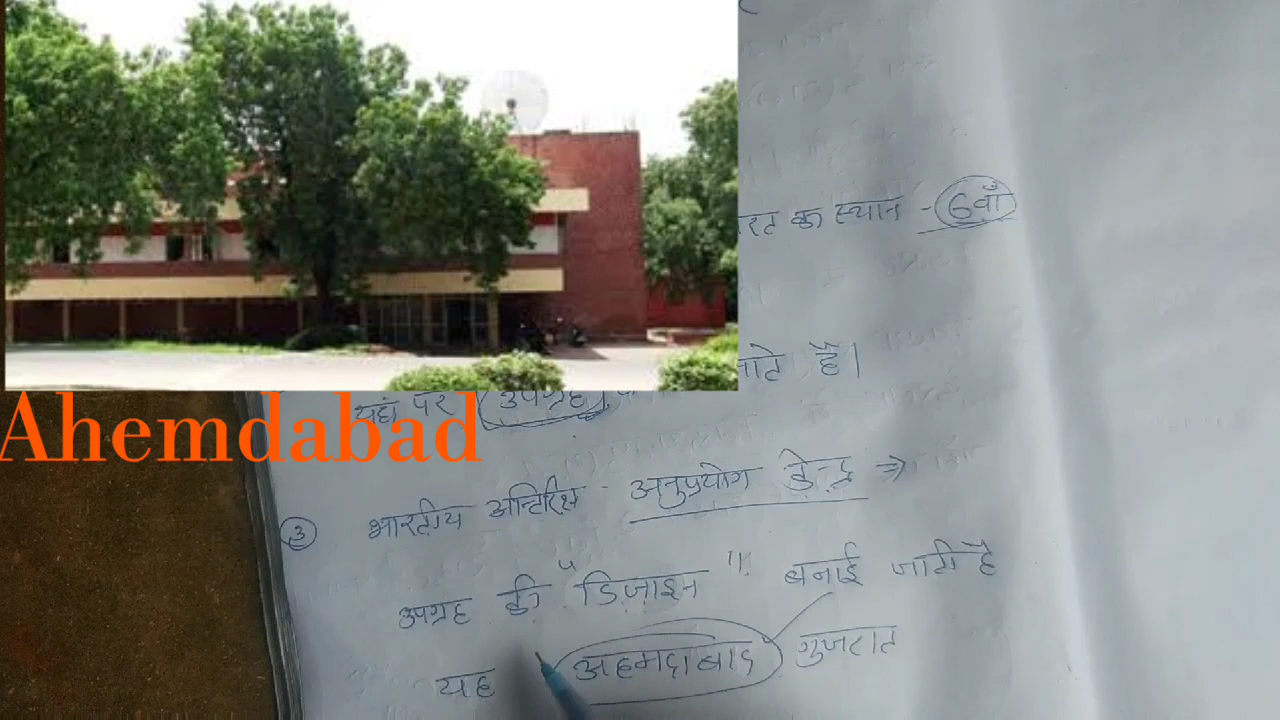 का स्थान - 6वाँ
जाते हैं।
यहां पर उपग्रह
Ahemdabad
③ भारतीय अन्तरिक्ष - अनुप्रयोग केन्द्र ⇒
उपग्रह की "डिज़ाइन" बनाई जाती है
यह अहमदाबाद गुजरात